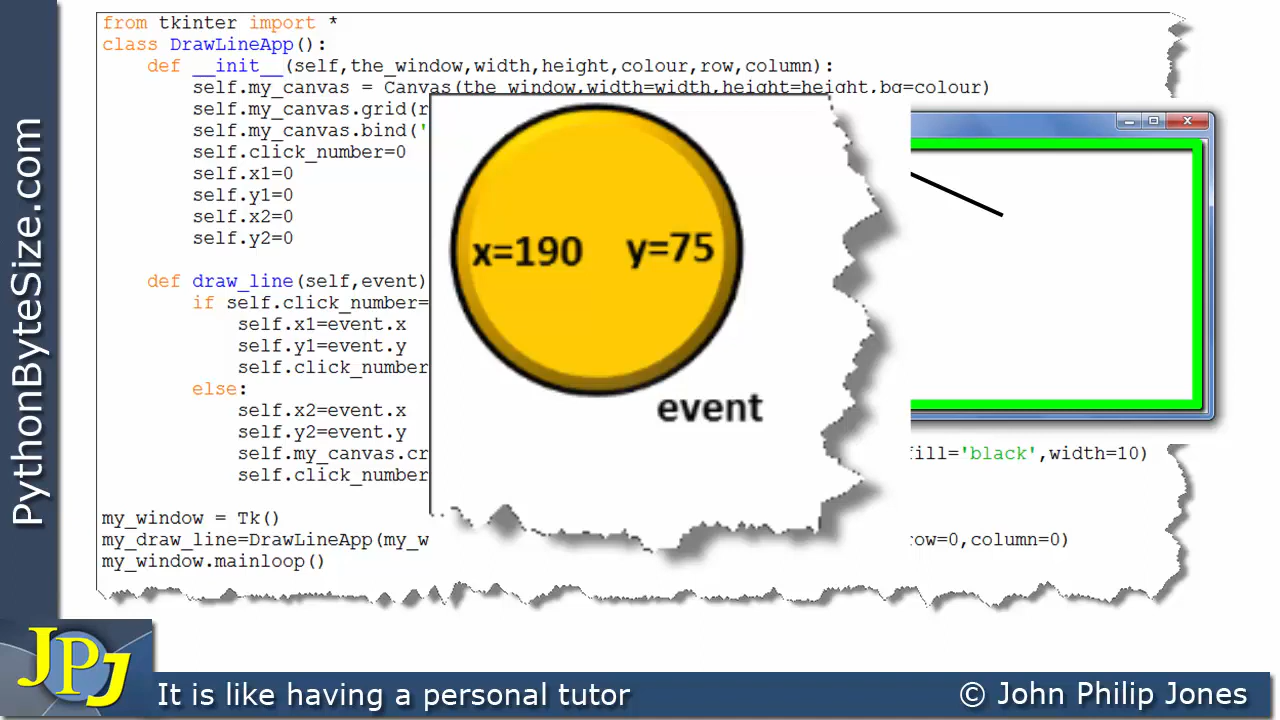 from tkinter import *
class DrawLineApp():
def __init__(self,the_window,width,height,colour,row,column):
self.my_canvas = Canvas(the_window,width=width,height=height,bg=colour)
self.my_canvas.grid(r
self.my_canvas.bind('
self.click_number=0
self.x1=0
self.y1=0
self.x2=0
self.y2=0
def draw_line(self,event)
if self.click_number=
self.x1=event.x
self.y1=event.y
self.click_number
else:
self.x2=event.x
self.y2=event.y
self.my_canvas.cr fill='black',width=10)
self.click_number
my_window = Tk()
my_draw_line=DrawLineApp(my_w row=0,column=0)
my_window.mainloop()
x=190 y=75
event
PythonByteSize.com
JPJ
It is like having a personal tutor
© John Philip Jones